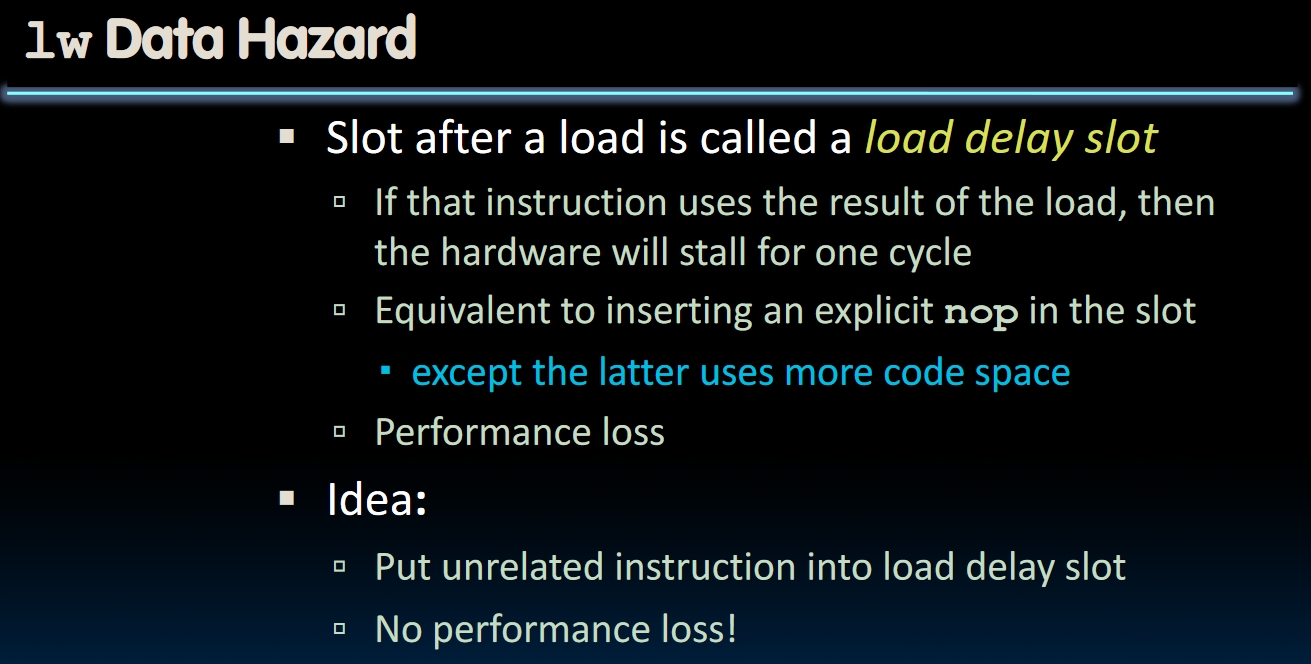 lw Data Hazard
▪ Slot after a load is called a load delay slot
▫ If that instruction uses the result of the load, then
the hardware will stall for one cycle
▫ Equivalent to inserting an explicit nop in the slot
▪ except the latter uses more code space
▫ Performance loss
▪ Idea:
▫ Put unrelated instruction into load delay slot
▫ No performance loss!